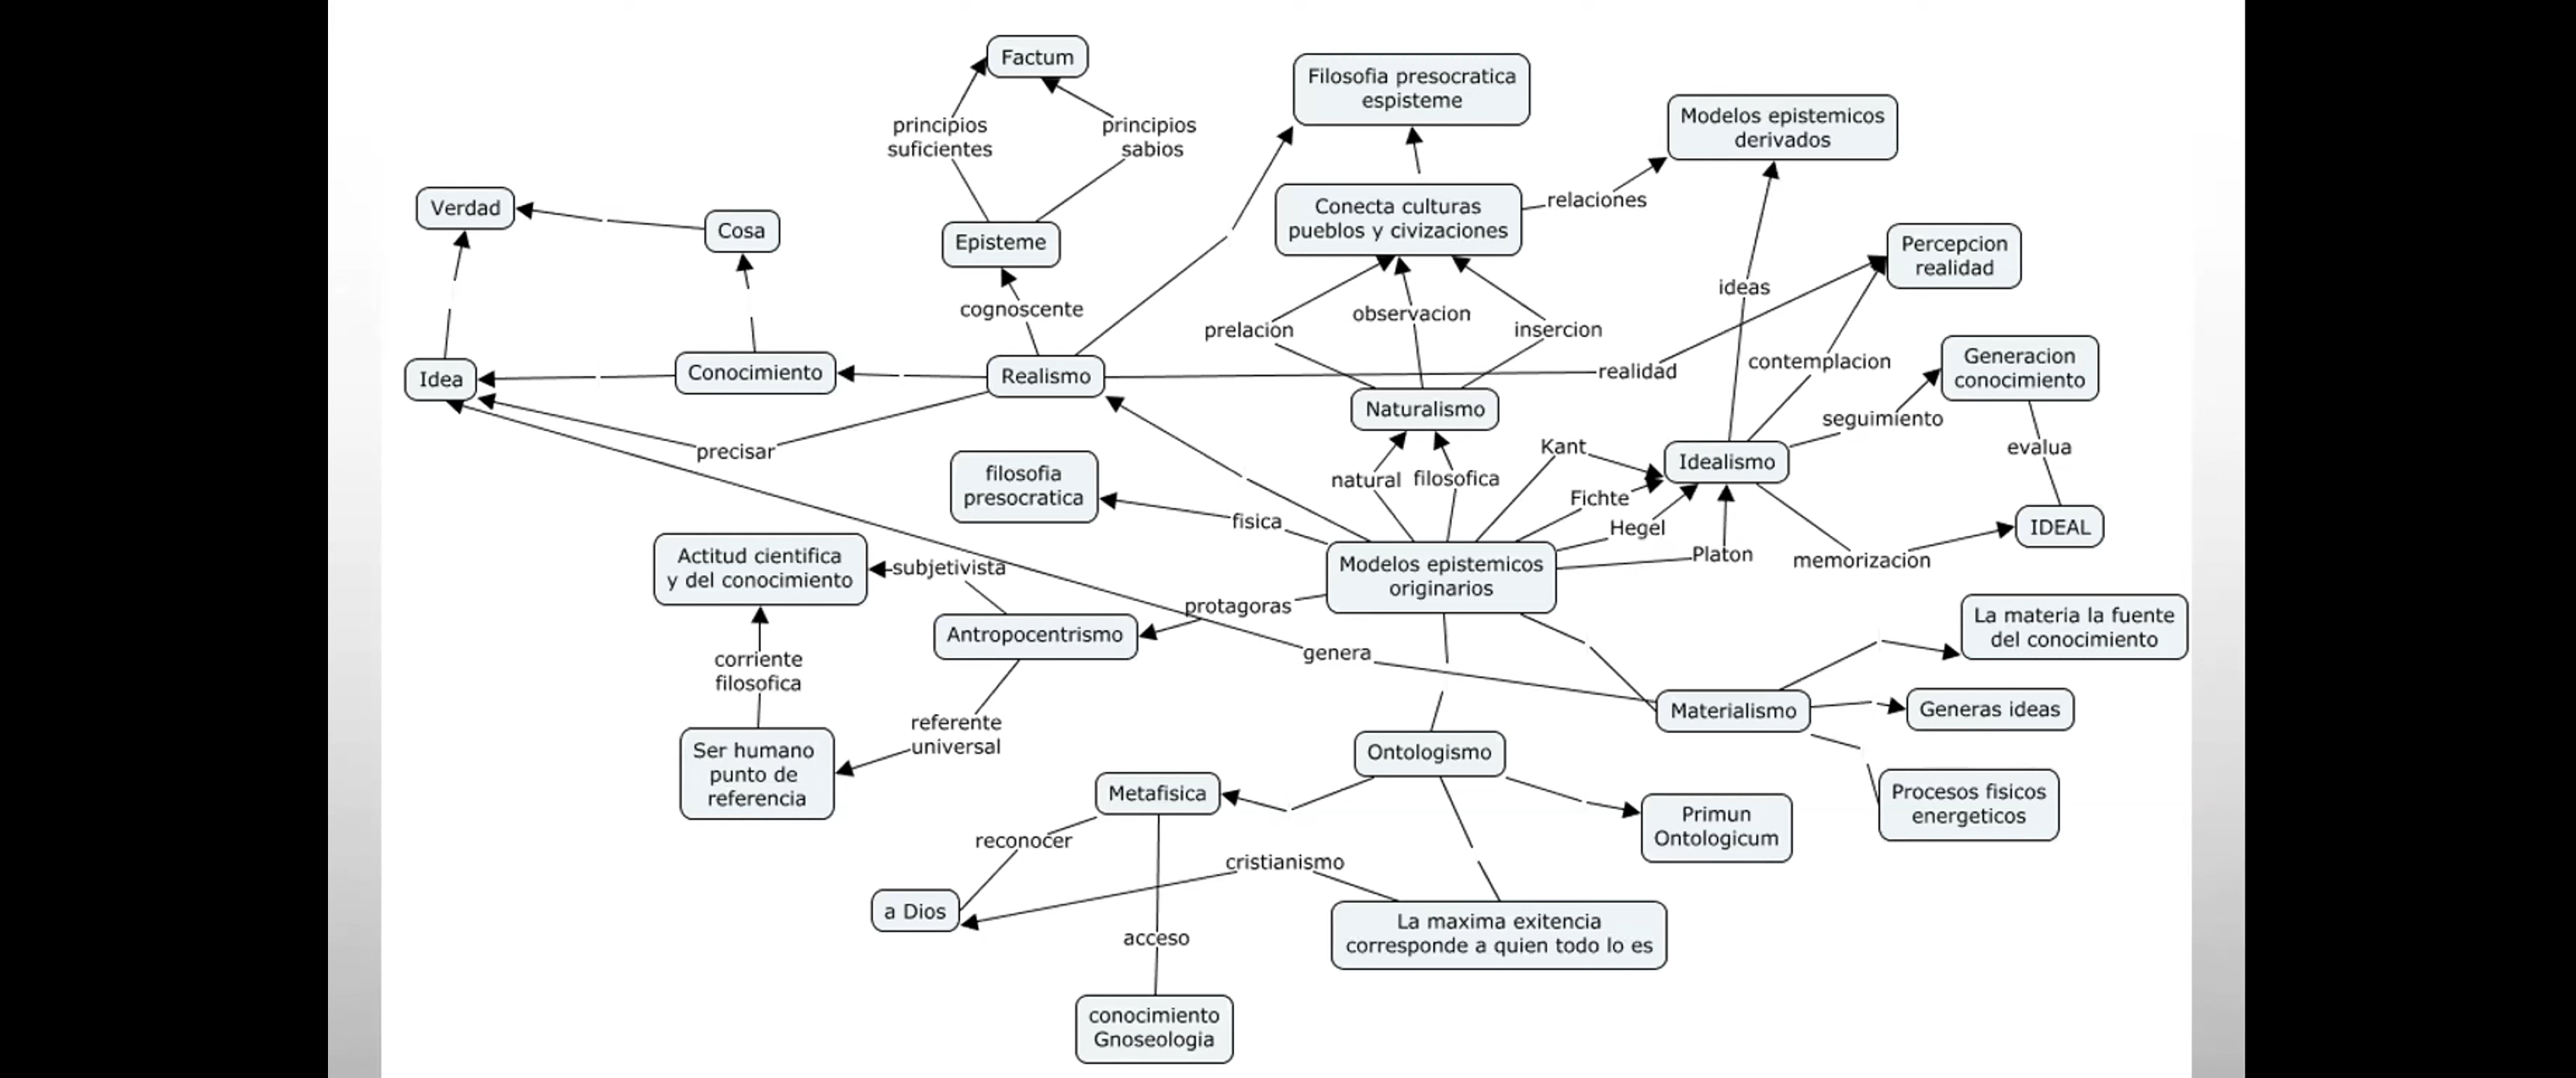 Factum
Filosofia presocratica
espisteme
Modelos epistemicos
derivados
principios
suficientes
principios
sabios
Verdad
Cosa
Conecta culturas
pueblos y civizaciones
relaciones
Episteme
Percepcion
realidad
ideas
cognoscente
prelacion
observacion
insercion
Idea
Conocimiento
Realismo
realidad
contemplacion
Generacion
conocimiento
Naturalismo
seguimiento
precisar
Kant
Idealismo
evalua
filosofia
presocratica
natural
filosofica
Fichte
fisica
Hegel
IDEAL
Platon
memorizacion
Actitud cientifica
y del conocimiento
subjetivista
Modelos epistemicos
originarios
protagoras
Antropocentrismo
La materia la fuente
del conocimiento
genera
corriente
filosofica
Materialismo
Generas ideas
referente
universal
Ser humano
punto de
referencia
Ontologismo
Metafisica
Primun
Ontologicum
Procesos fisicos
energeticos
reconocer
cristianismo
a Dios
La maxima exitencia
corresponde a quien todo lo es
acceso
conocimiento
Gnoseologia